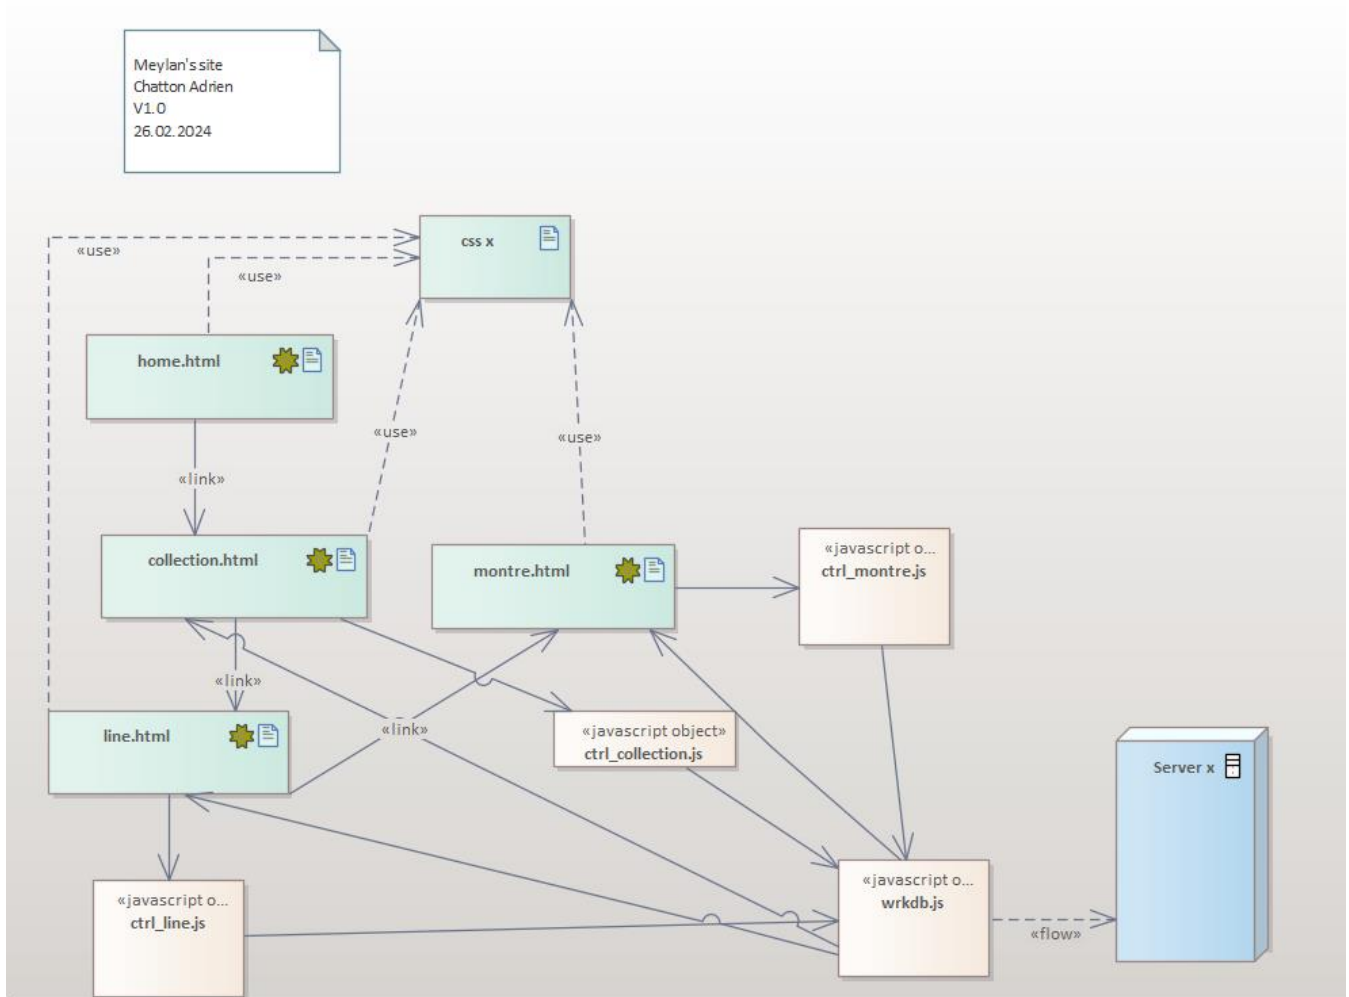 Meylan's site
Chatton Adrien
V1.0
26.02.2024
css x
«use»
«use»
home.html
«use»
«use»
«link»
collection.html
montre.html
«javascript o...
ctrl_montre.js
«link»
line.html
«link»
«javascript object»
ctrl_collection.js
Server x
«javascript o...
ctrl_line.js
«javascript o...
wrkdb.js
«flow»